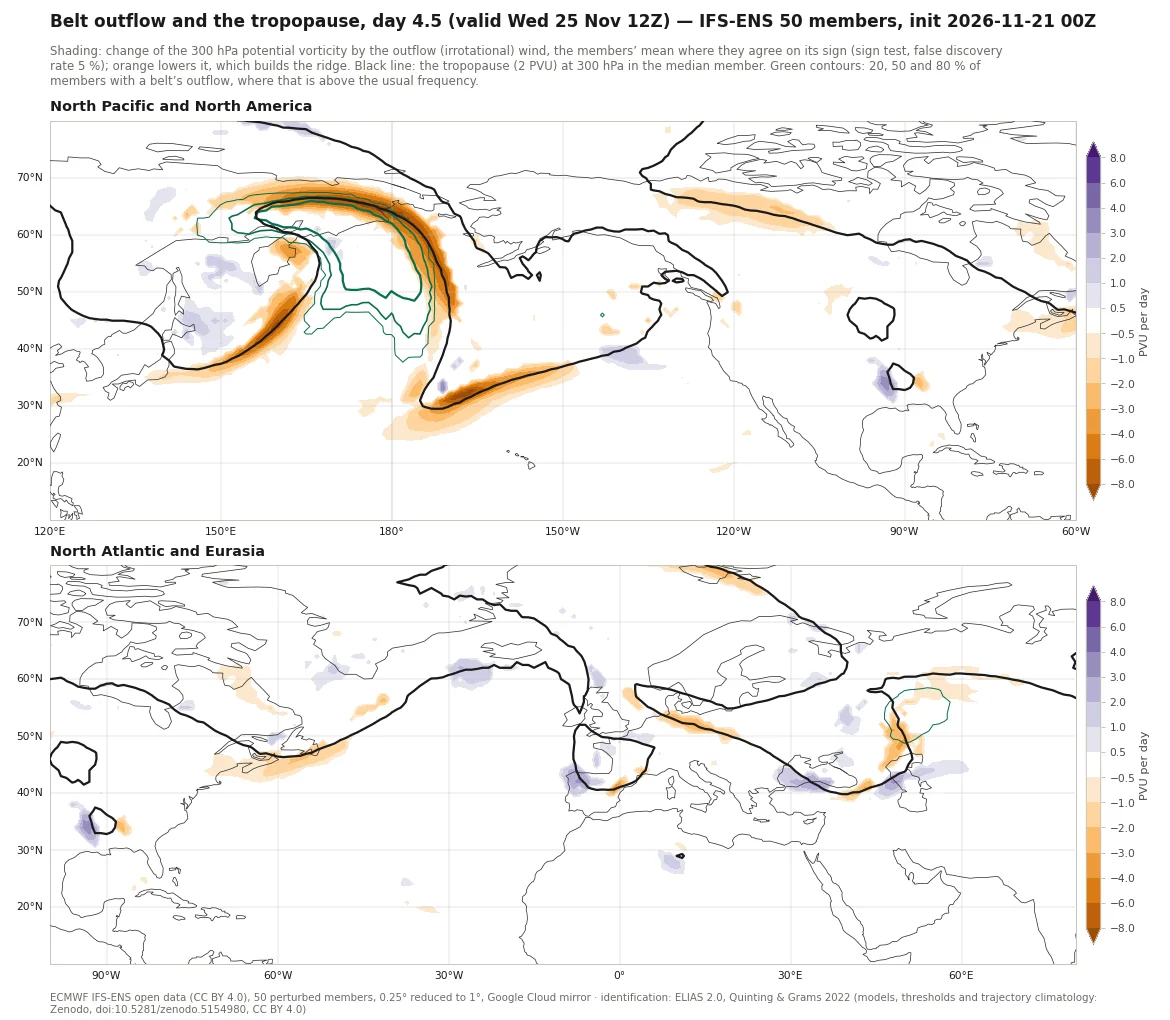 Belt outflow and the tropopause, day 4.5 (valid Wed 25 Nov 12Z) — IFS-ENS 50 members, init 2026-11-21 00Z
Shading: change of the 300 hPa potential vorticity by the outflow (irrotational) wind, the members’ mean where they agree on its sign (sign test, false discovery
rate 5 %); orange lowers it, which builds the ridge. Black line: the tropopause (2 PVU) at 300 hPa in the median member. Green contours: 20, 50 and 80 % of
members with a belt’s outflow, where that is above the usual frequency.
North Pacific and North America
70°N
60°N
50°N
40°N
30°N
20°N
120°E
150°E
180°
150°W
120°W
90°W
60°W
8.0
6.0
4.0
3.0
2.0
1.0
0.5
−0.5
−1.0
−2.0
−3.0
−4.0
−6.0
−8.0
PVU per day
North Atlantic and Eurasia
70°N
60°N
50°N
40°N
30°N
20°N
90°W
60°W
30°W
0°
30°E
60°E
8.0
6.0
4.0
3.0
2.0
1.0
0.5
−0.5
−1.0
−2.0
−3.0
−4.0
−6.0
−8.0
PVU per day
ECMWF IFS-ENS open data (CC BY 4.0), 50 perturbed members, 0.25° reduced to 1°, Google Cloud mirror · identification: ELIAS 2.0, Quinting & Grams 2022 (models, thresholds and trajectory climatology:
Zenodo, doi:10.5281/zenodo.5154980, CC BY 4.0)